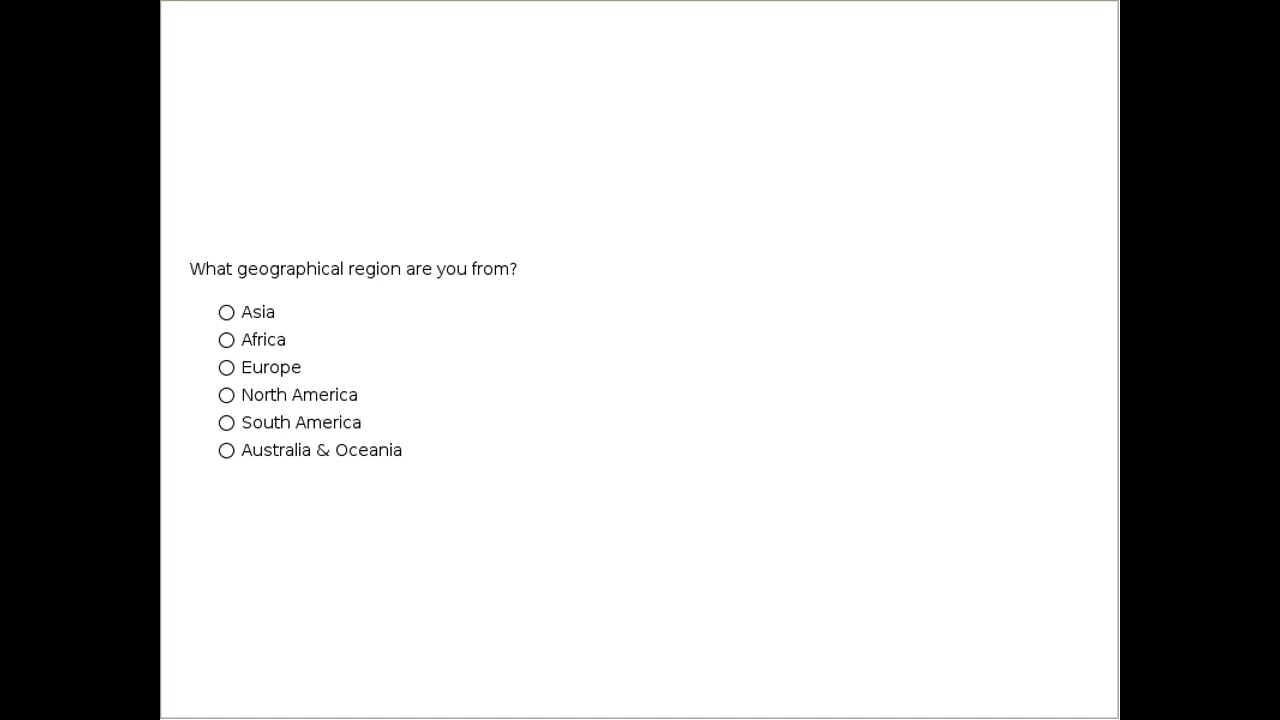 What geographical region are you from?
Asia
Africa
Europe
North America
South America
Australia & Oceania